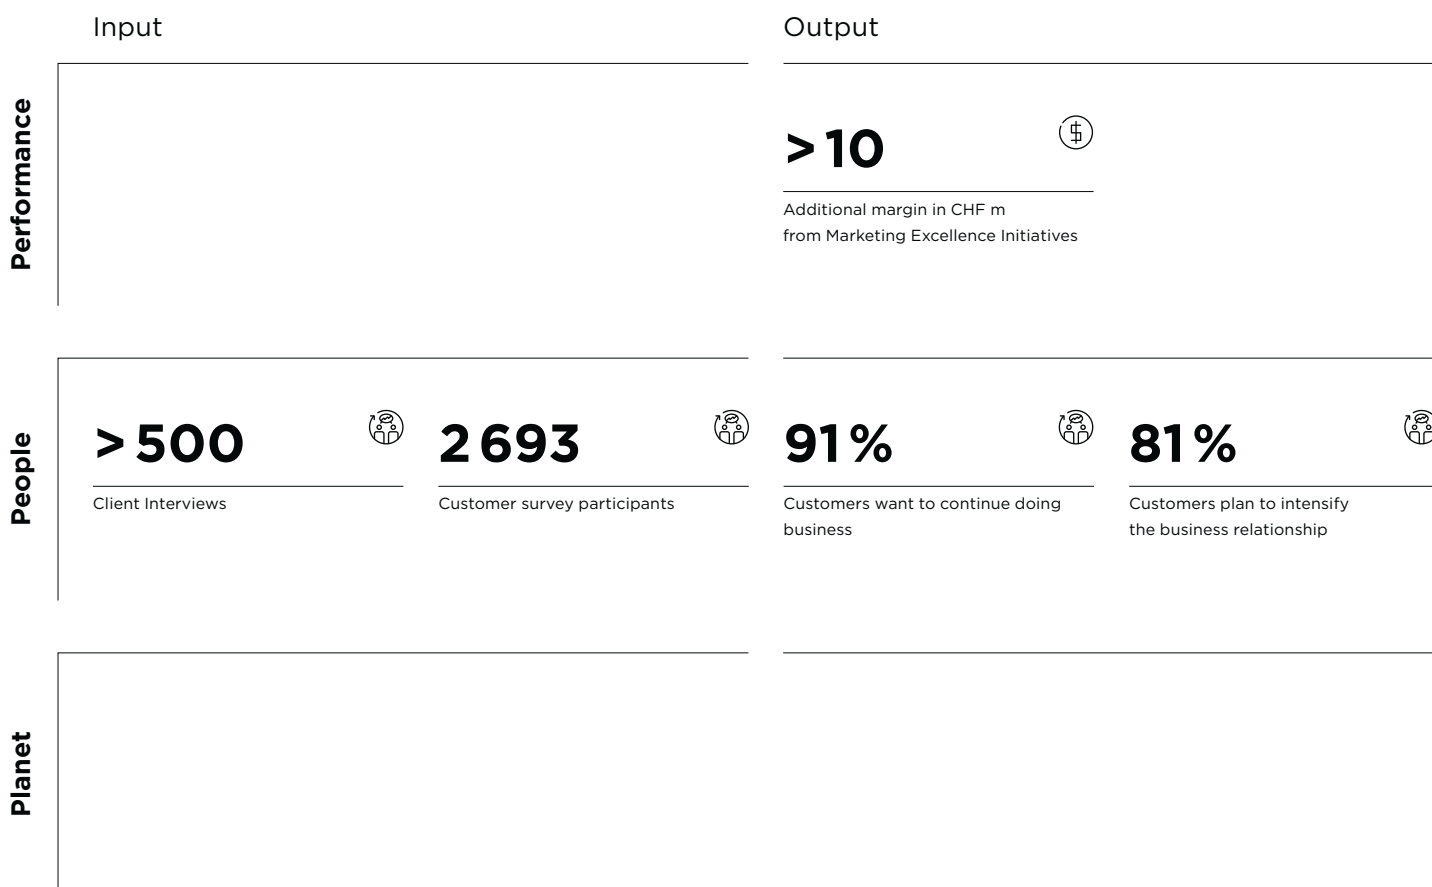 Input
Output
Performance
> 10
Additional margin in CHF m
from Marketing Excellence Initiatives
People
> 500
Client Interviews
2 693
Customer survey participants
91 %
Customers want to continue doing
business
81 %
Customers plan to intensify
the business relationship
Planet